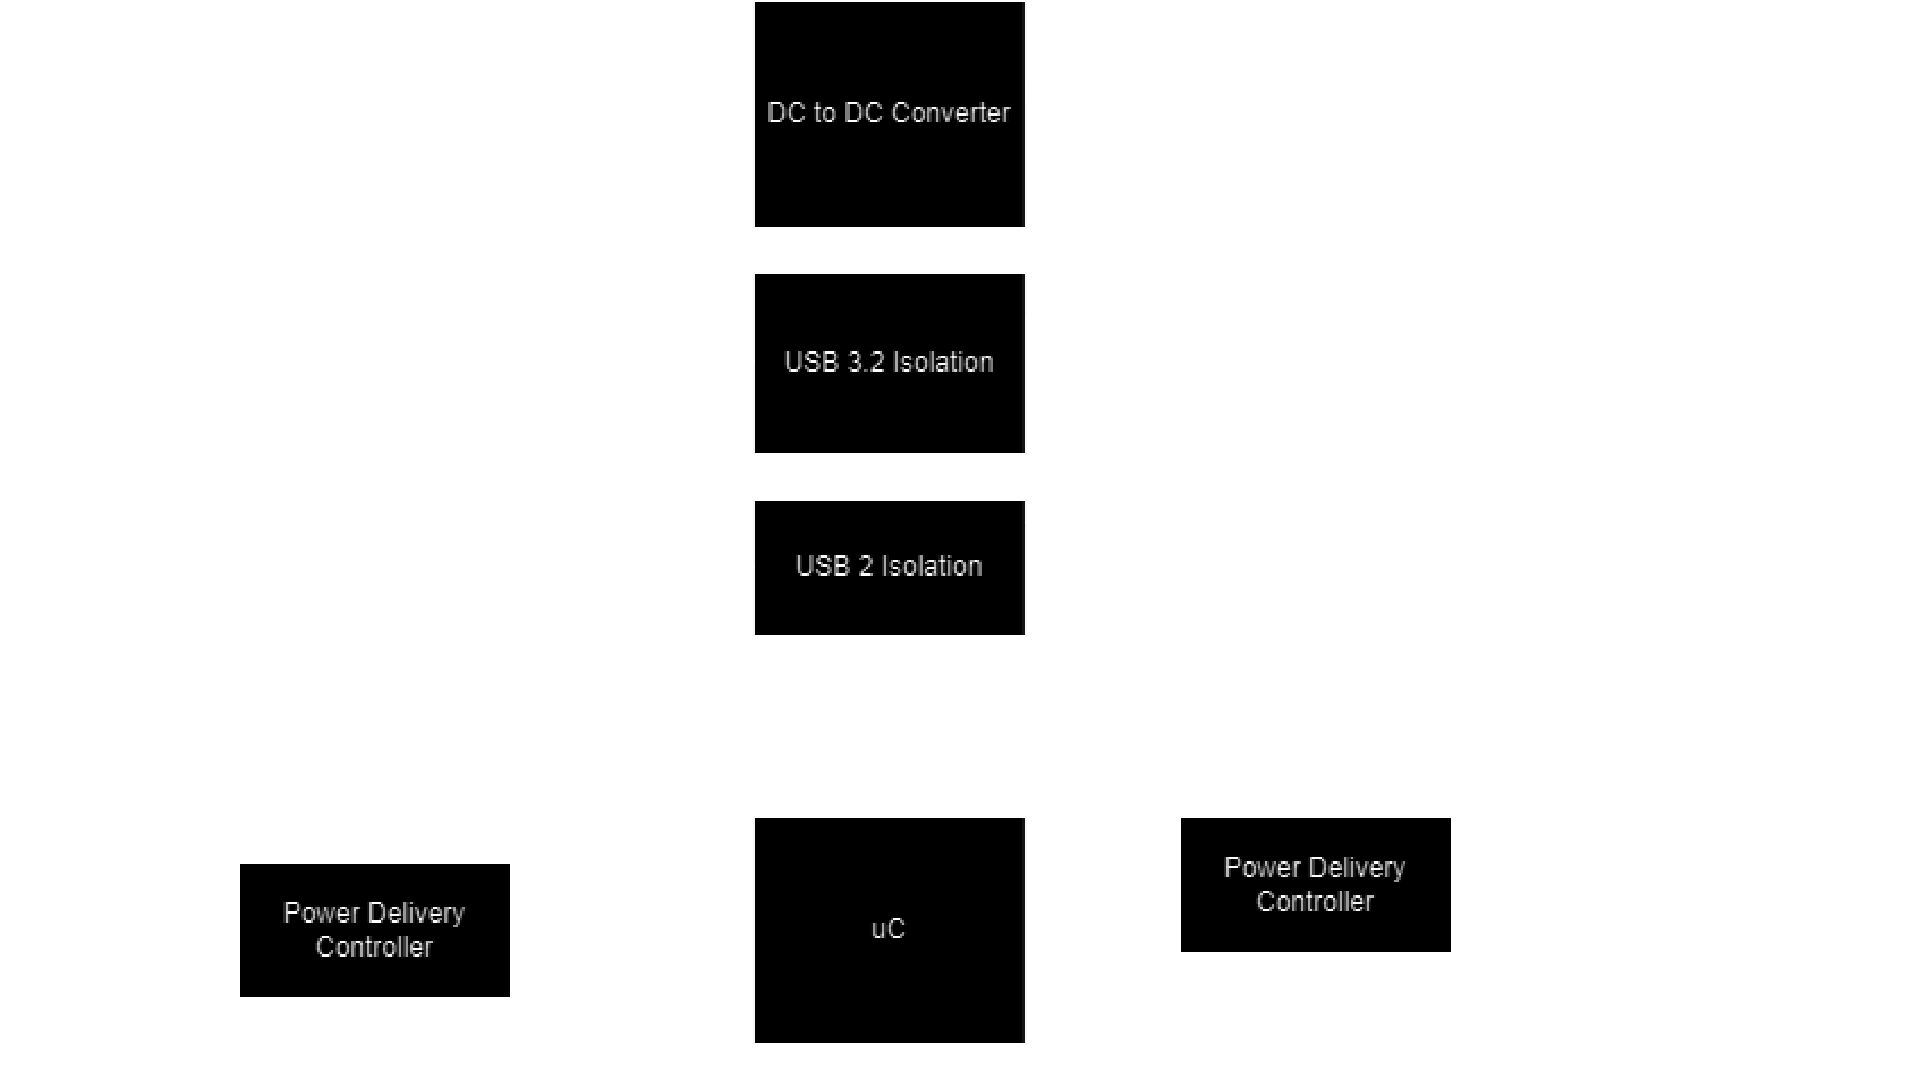 DC to DC Converter
USB 3.2 Isolation
USB 2 Isolation
Power Delivery
Controller
uC
Power Delivery
Controller